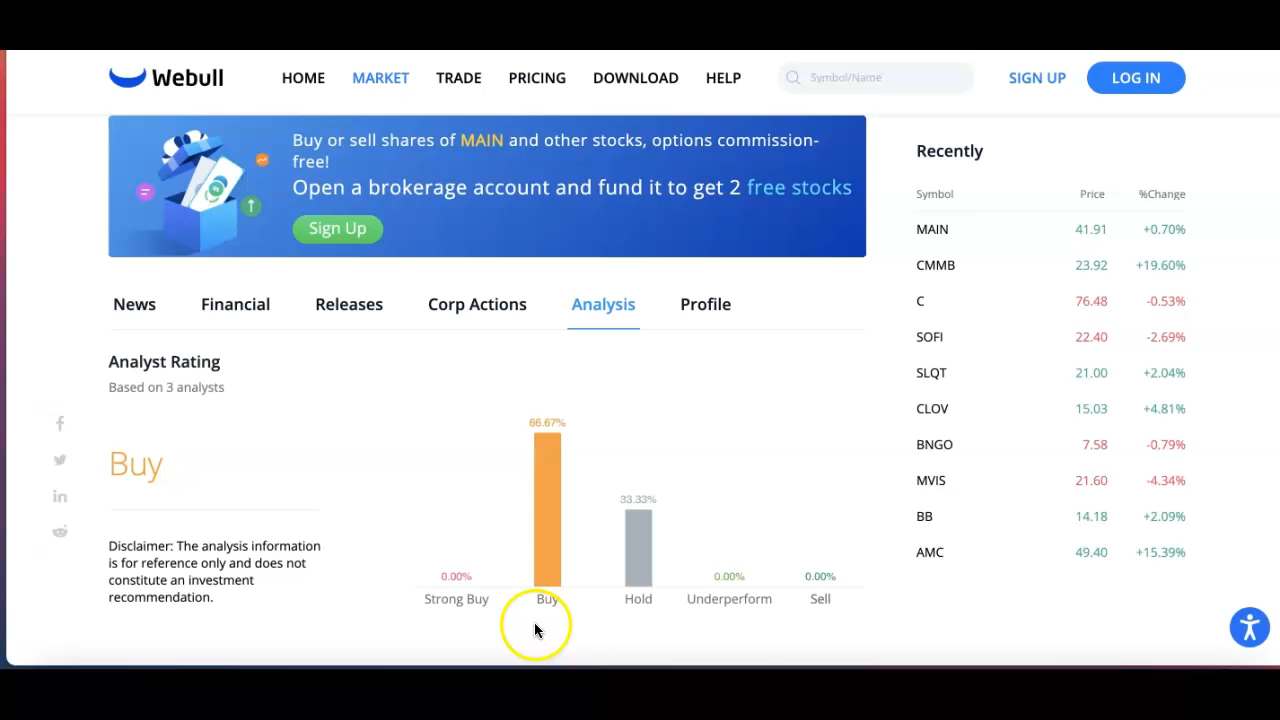 Webull
HOME MARKET TRADE PRICING DOWNLOAD HELP
Symbol/Name
SIGN UP LOG IN
Buy or sell shares of MAIN and other stocks, options commission-
free!
Open a brokerage account and fund it to get 2 free stocks
Sign Up
News Financial Releases Corp Actions Analysis Profile
Analyst Rating
Based on 3 analysts
Buy
Disclaimer: The analysis information
is for reference only and does not
constitute an investment
recommendation.
66.67%
33.33%
0.00% 0.00% 0.00%
Strong Buy Buy Hold Underperform Sell
Recently
Symbol Price %Change
MAIN 41.91 +0.70%
CMMB 23.92 +19.60%
C 76.48 -0.53%
SOFI 22.40 -2.69%
SLQT 21.00 +2.04%
CLOV 15.03 +4.81%
BNGO 7.58 -0.79%
MVIS 21.60 -4.34%
BB 14.18 +2.09%
AMC 49.40 +15.39%